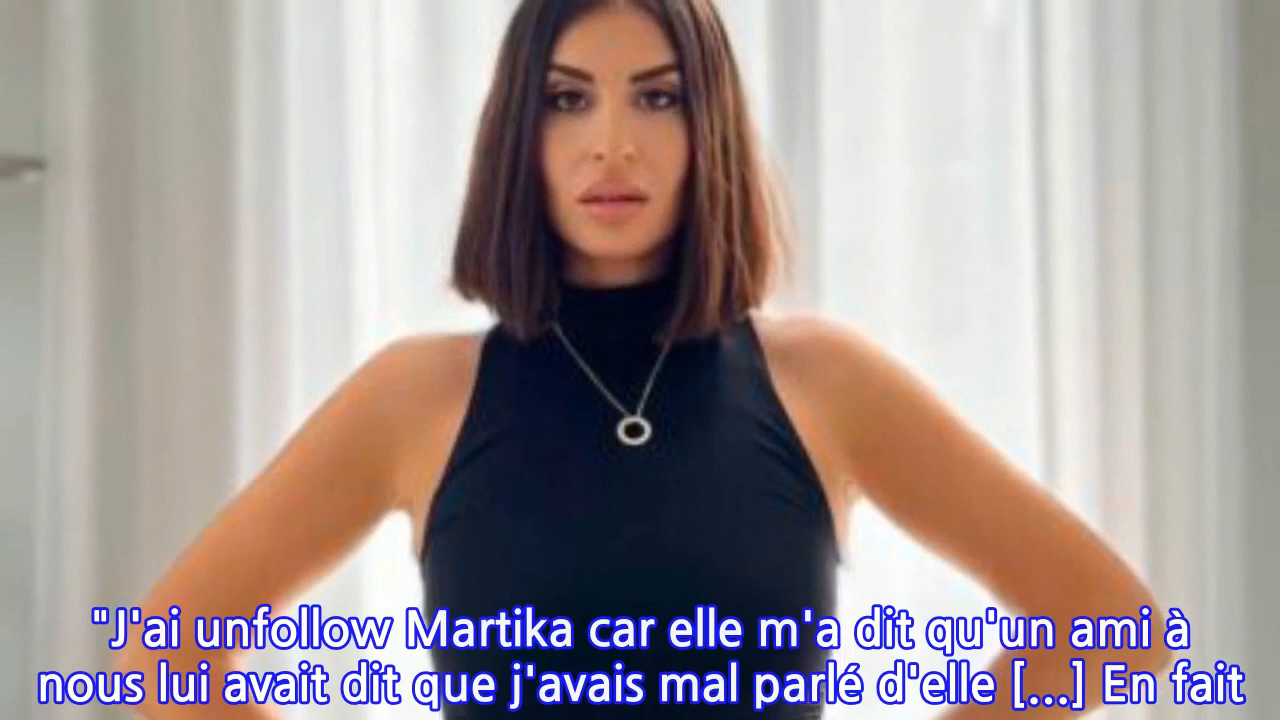 "J'ai unfollow Martika car elle m'a dit qu'un ami à
nous lui avait dit que j'avais mal parlé d'elle [...] En fait